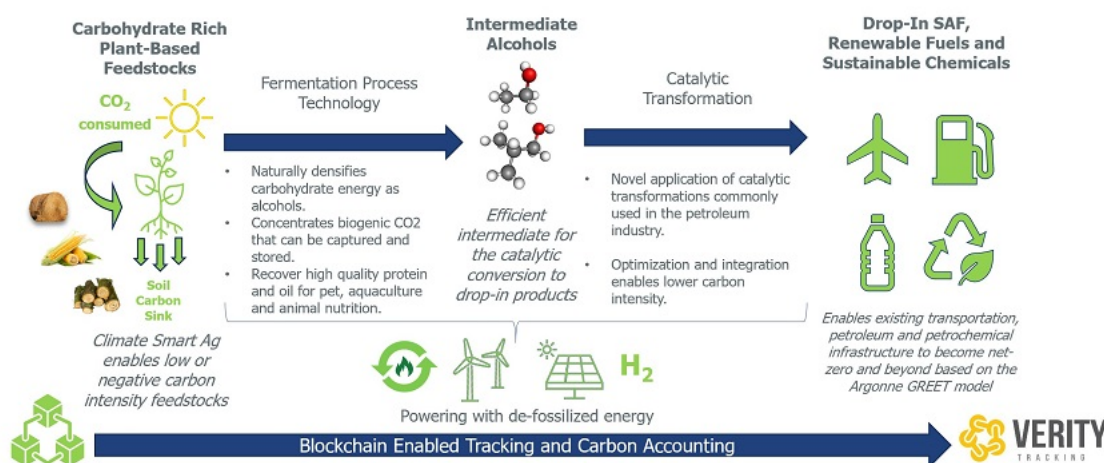 Carbohydrate Rich
Plant-Based
Feedstocks
CO2
consumed
Soil
Carbon
Sink
Climate Smart Ag
enables low or
negative carbon
intensity feedstocks
Fermentation Process
Technology
• Naturally densifies
carbohydrate energy as
alcohols.
• Concentrates biogenic CO2
that can be captured and
stored.
• Recover high quality protein
and oil for pet, aquaculture
and animal nutrition.
Intermediate
Alcohols
Efficient
intermediate for
the catalytic
conversion to
drop-in products
Catalytic
Transformation
• Novel application of catalytic
transformations commonly
used in the petroleum
industry.
• Optimization and integration
enables lower carbon
intensity.
Drop-In SAF,
Renewable Fuels and
Sustainable Chemicals
Enables existing transportation,
petroleum and petrochemical
infrastructure to become net-
zero and beyond based on the
Argonne GREET model
H2
Powering with de-fossilized energy
Blockchain Enabled Tracking and Carbon Accounting
VERITY
TRACKING